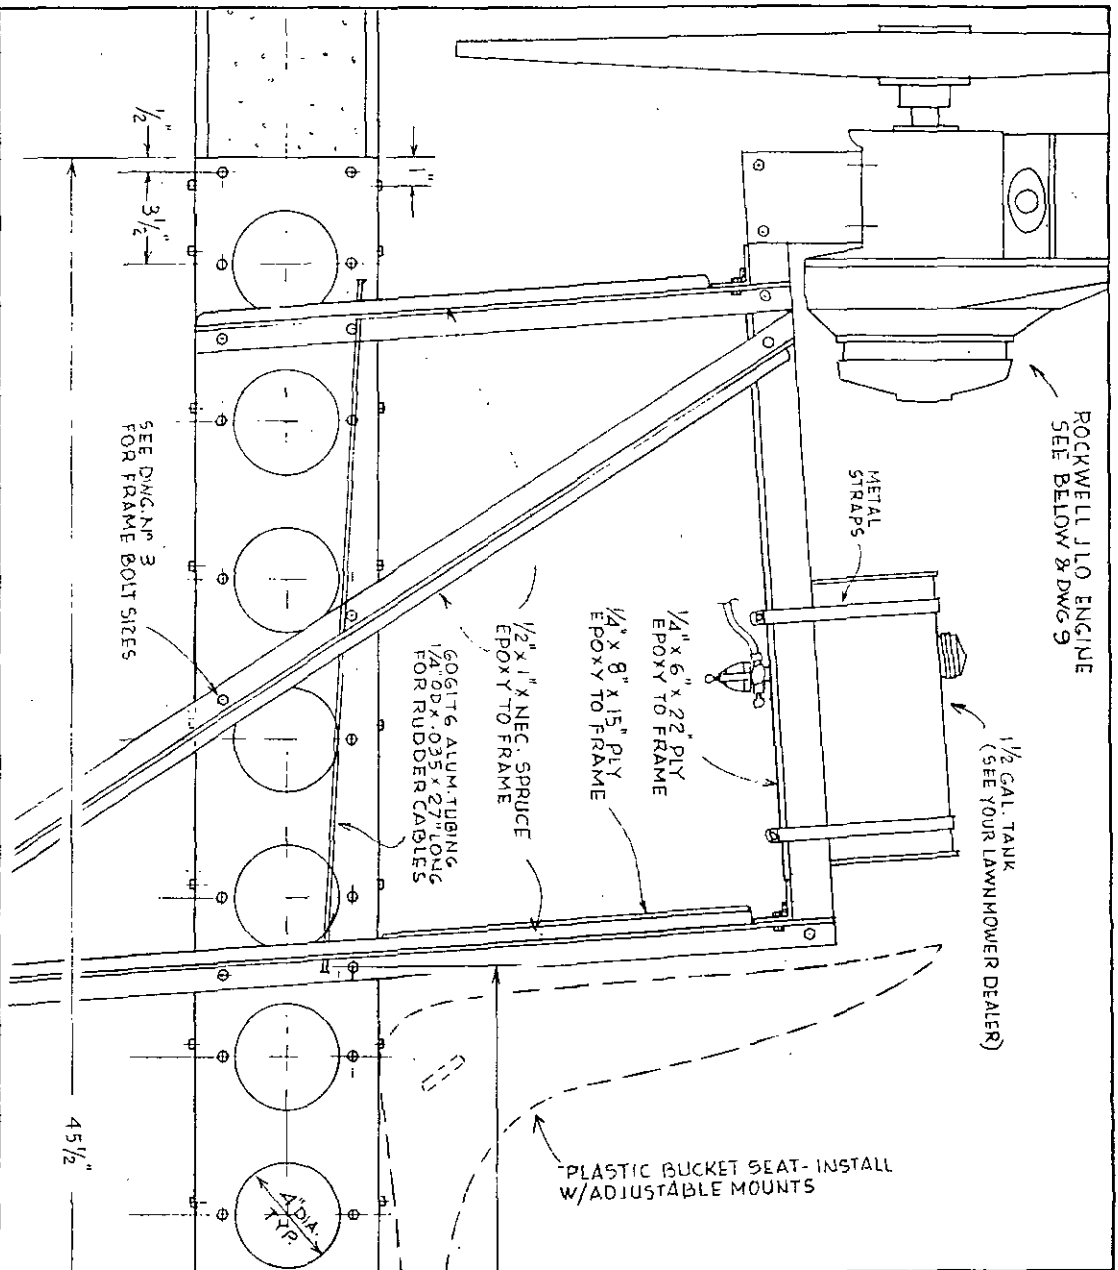 ROCKWELL JLO ENGINE
SEE BELOW & DWG 9
METAL
STRAPS
1½ GAL. TANK
(SEE YOUR LAWNMOWER DEALER)
¼" x 6" x 22" PLY
EPOXY TO FRAME
¼" x 8" x 15" PLY
EPOXY TO FRAME
½" x 1" x NEC. SPRUCE
EPOXY TO FRAME
6061T6 ALUM. TUBING
¼" OD x .035 x 27" LONG
FOR RUDDER CABLES
1"
½"
3½"
SEE DWG. Nº 3
FOR FRAME BOLT SIZES
PLASTIC BUCKET SEAT - INSTALL
W/ADJUSTABLE MOUNTS
4" DIA.
TYP.
45½"